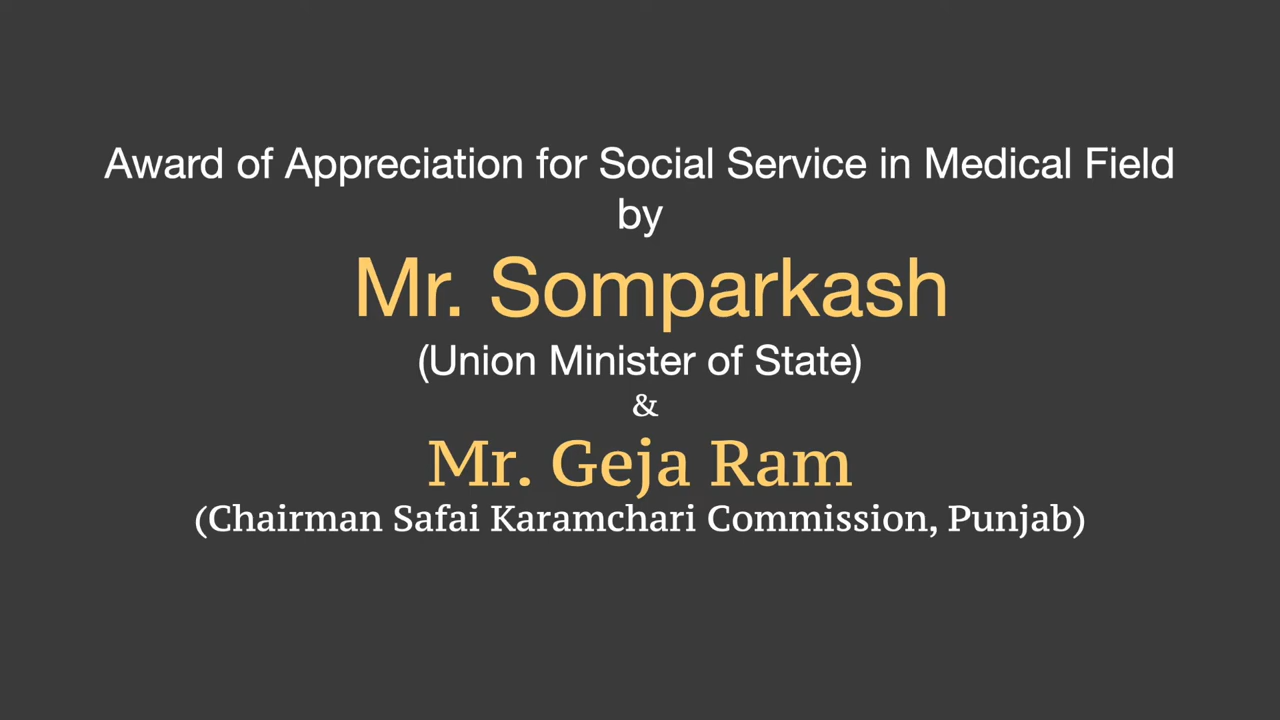 Award of Appreciation for Social Service in Medical Field
by
Mr. Somparkash
(Union Minister of State)
&
Mr. Geja Ram
(Chairman Safai Karamchari Commission, Punjab)